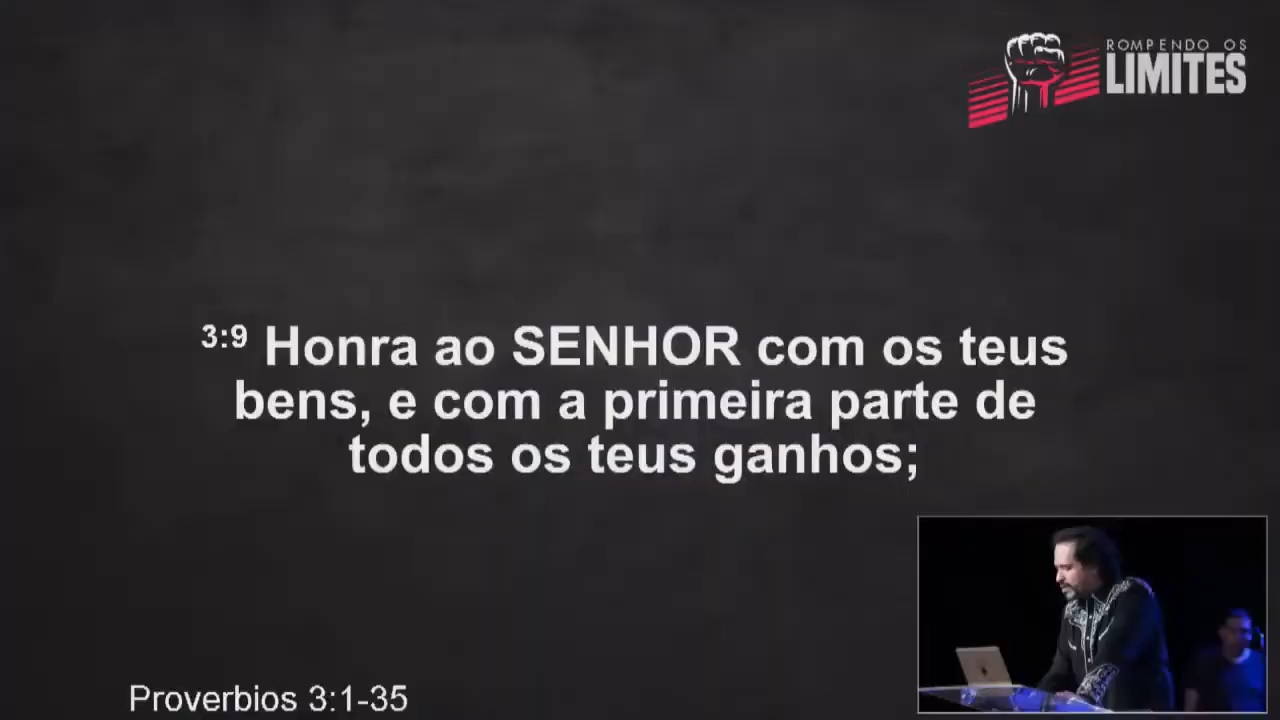 ROMPENDO OS
LIMITES
3:9 Honra ao SENHOR com os teus
bens, e com a primeira parte de
todos os teus ganhos;
Proverbios 3:1-35